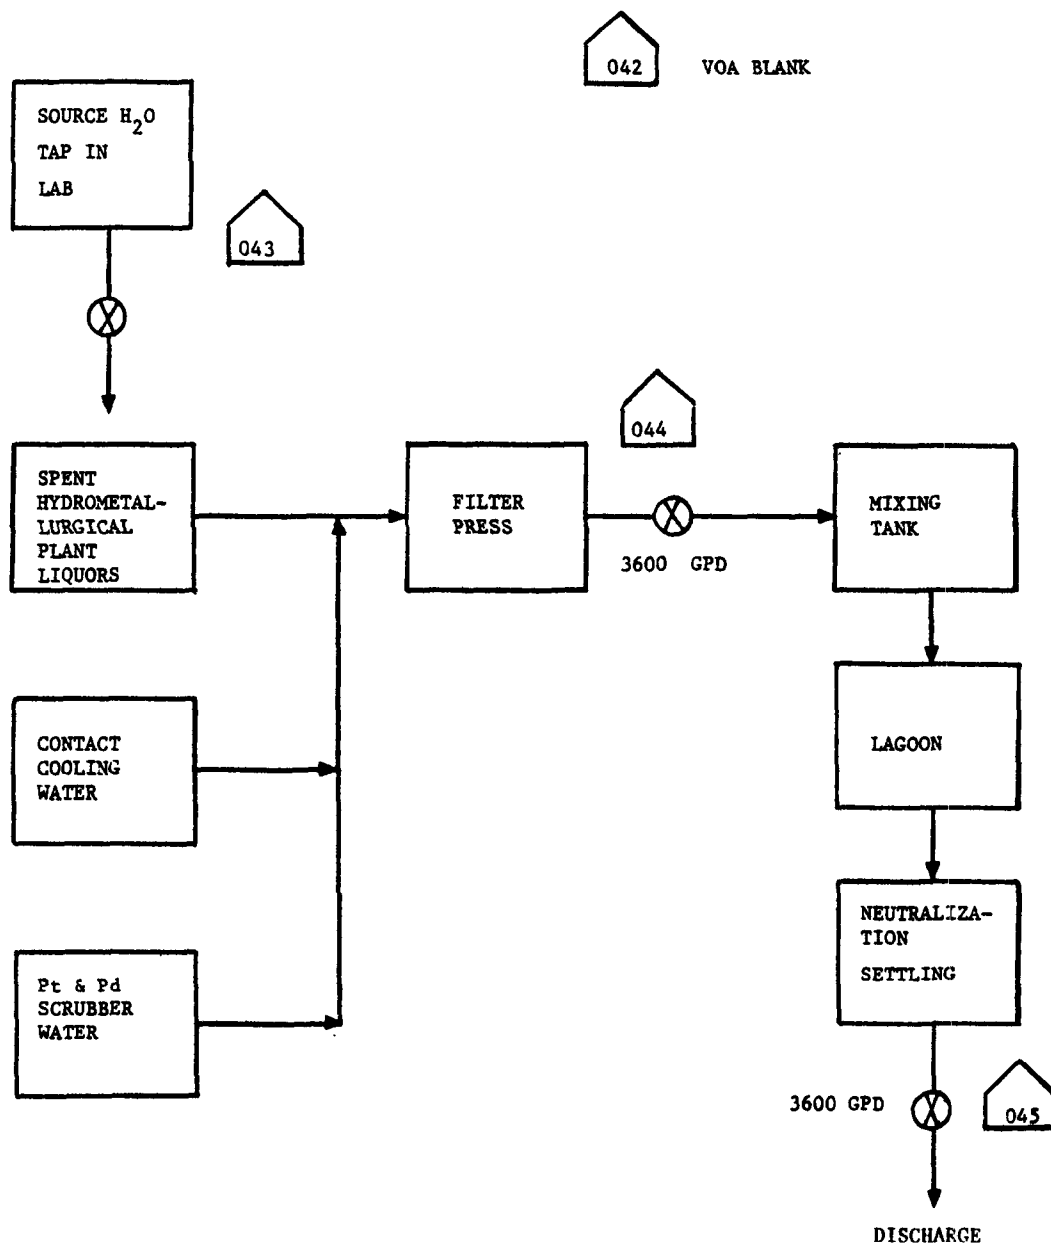 042
VOA BLANK
SOURCE H₂O
TAP IN
LAB
043
044
SPENT
HYDROMETAL-
LURGICAL
PLANT
LIQUORS
FILTER
PRESS
3600 GPD
MIXING
TANK
CONTACT
COOLING
WATER
LAGOON
NEUTRALIZA-
TION
SETTLING
Pt & Pd
SCRUBBER
WATER
3600 GPD
045
DISCHARGE